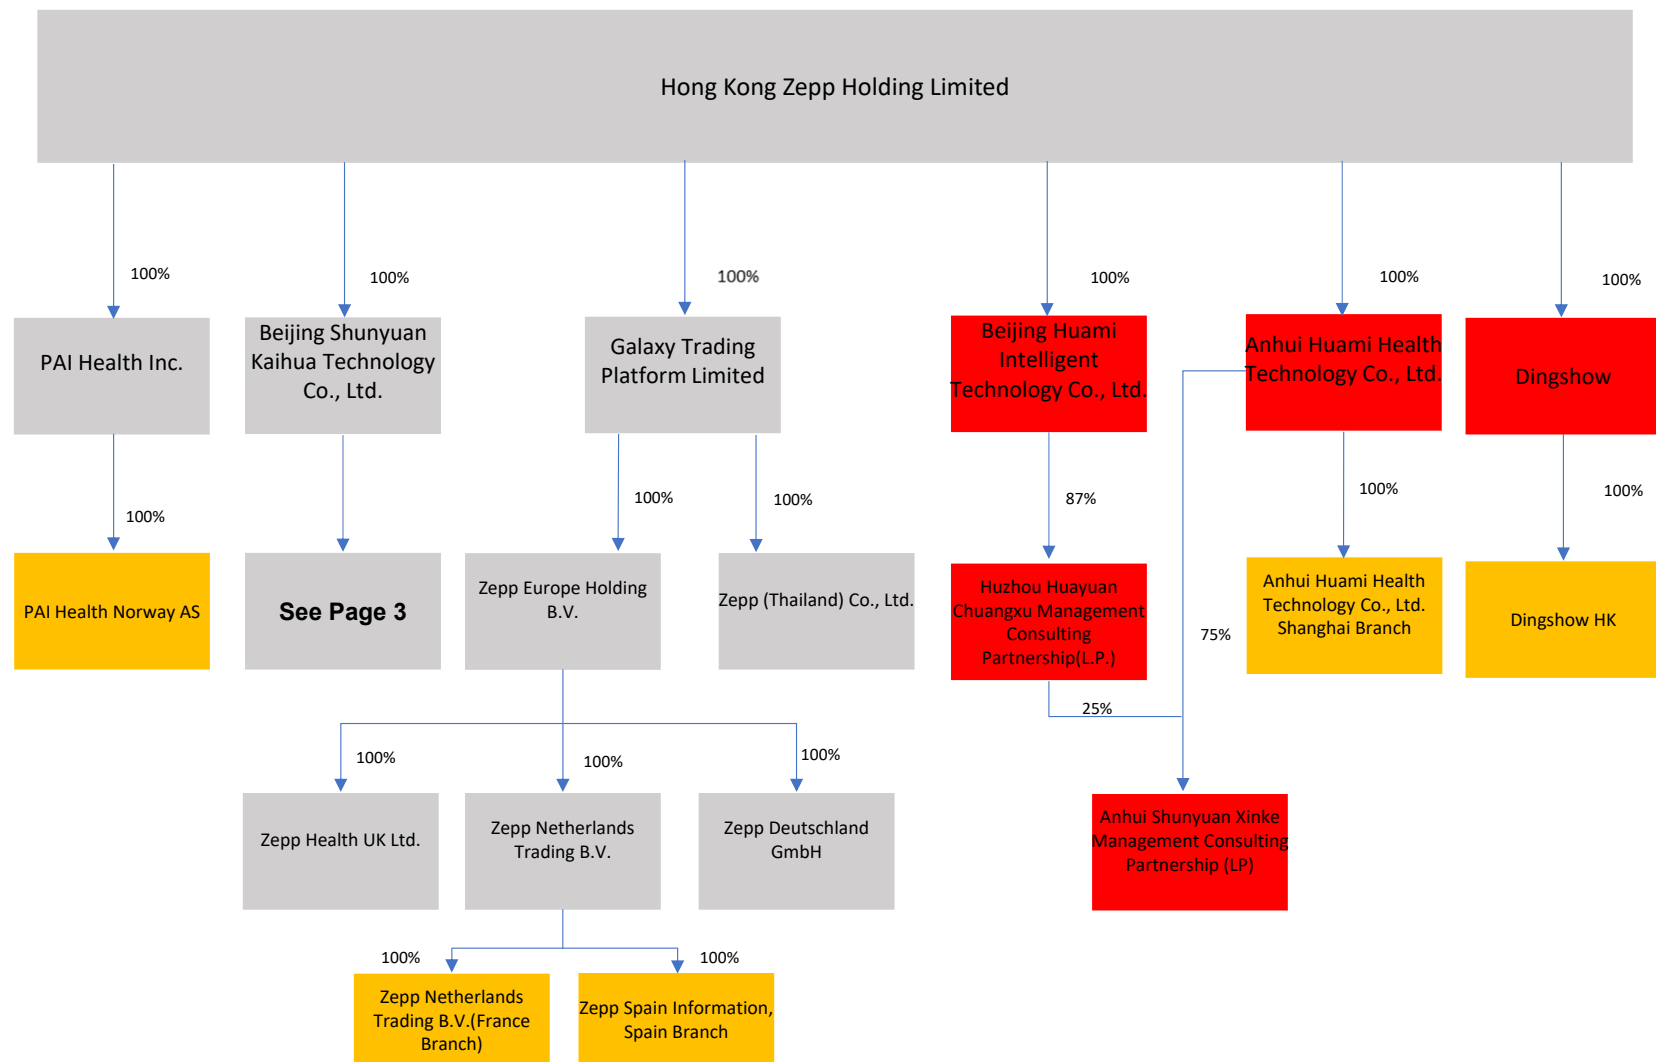 Hong Kong Zepp Holding Limited
100%
100%
100%
100%
100%
100%
PAI Health Inc.
Beijing Shunyuan
Kaihua Technology
Co., Ltd.
Galaxy Trading
Platform Limited
Beijing Huami
Intelligent
Technology Co., Ltd.
Anhui Huami Health
Technology Co., Ltd.
Dingshow
100%
100%
100%
87%
100%
100%
PAI Health Norway AS
See Page 3
Zepp Europe Holding
B.V.
Zepp (Thailand) Co., Ltd.
Huzhou Huayuan
Chuangxu Management
Consulting
Partnership(L.P.)
75%
Anhui Huami Health
Technology Co., Ltd.
Shanghai Branch
Dingshow HK
25%
100%
100%
100%
Zepp Health UK Ltd.
Zepp Netherlands
Trading B.V.
Zepp Deutschland
GmbH
Anhui Shunyuan Xinke
Management Consulting
Partnership (LP)
100%
100%
Zepp Netherlands
Trading B.V.(France
Branch)
Zepp Spain Information,
Spain Branch